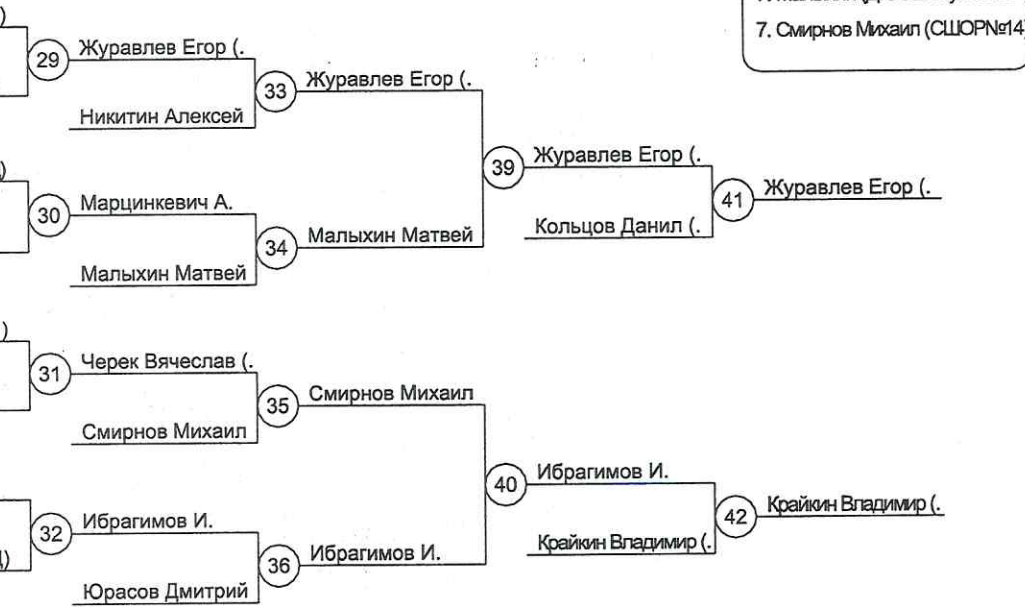 7. Смирнов Михаил (СШОР№14)
29
Журавлев Егор (.
33
Журавлев Егор (.
Никитин Алексей
39
Журавлев Егор (.
41
Журавлев Егор (.
30
Марцинкевич А.
34
Малыхин Матвей
Кольцов Данил (.
Малыхин Матвей
31
Черек Вячеслав (.
35
Смирнов Михаил
Смирнов Михаил
40
Ибрагимов И.
42
Крайкин Владимир (.
32
Ибрагимов И.
36
Ибрагимов И.
Крайкин Владимир (.
Юрасов Дмитрий